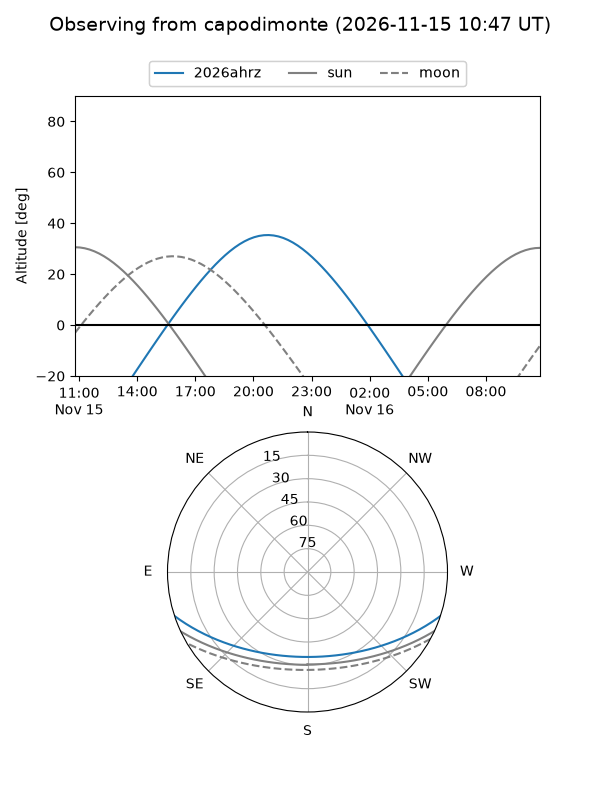 Observing from capodimonte (2026-11-15 10:47 UT)
2026ahrz sun moon
Altitude [deg]
80
60
40
20
0
−20
11:00 14:00 17:00 20:00 23:00 02:00 05:00 08:00
Nov 15 Nov 16
N
NE NW
15
30
45
60
75
E W
SE SW
S